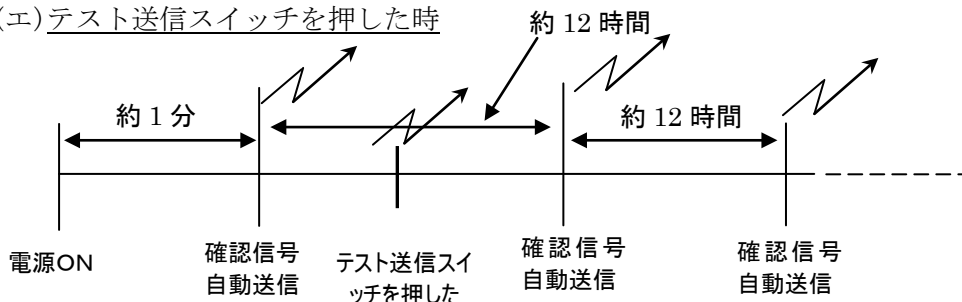 (エ)テスト送信スイッチを押した時
約 12 時間
約 1 分
約 12 時間
電源ON
確認信号
自動送信
テスト送信スイ
ッチを押した
確認信号
自動送信
確認信号
自動送信